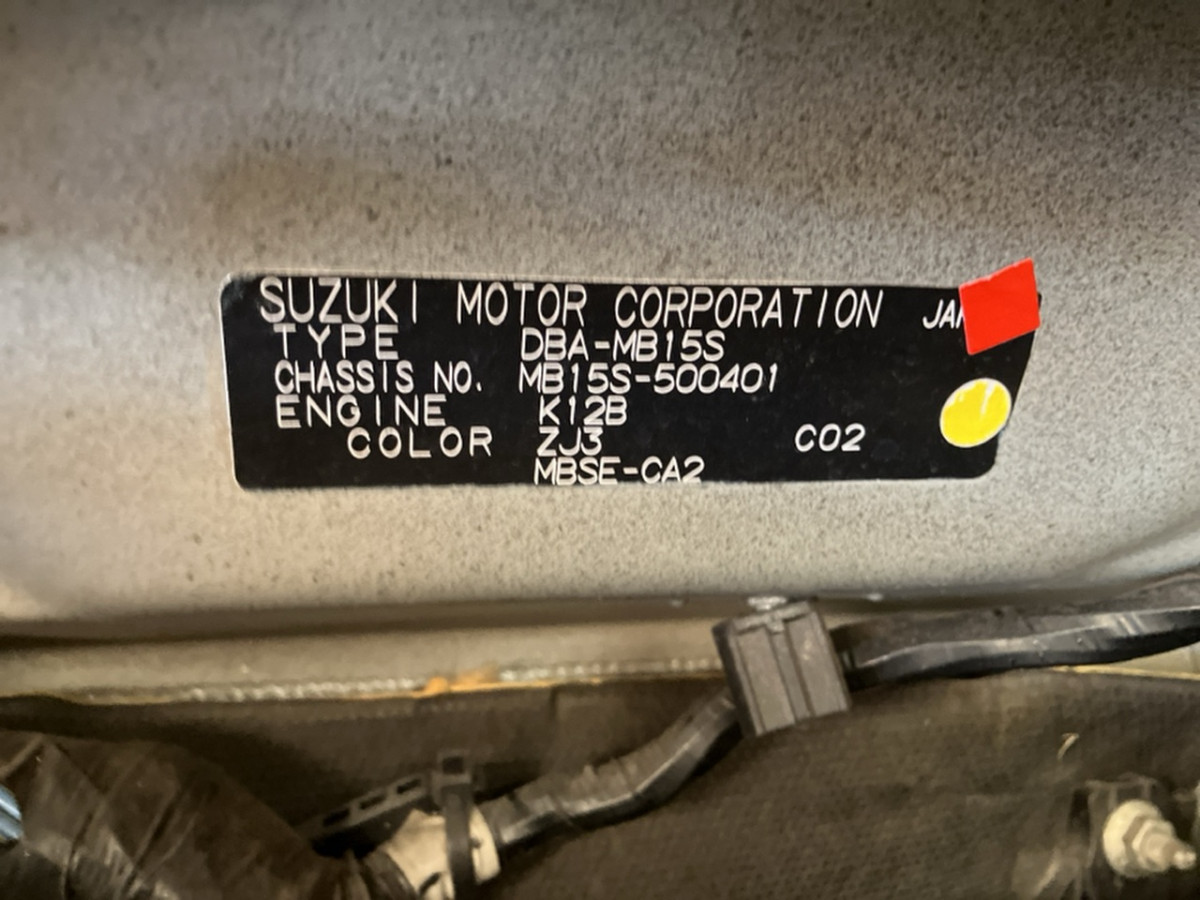 SUZUKI MOTOR CORPORATION
TYPE DBA-MB15S
CHASSIS NO. MB15S-500401
ENGINE K12B
COLOR ZJ3 C02
MBSE-CA2